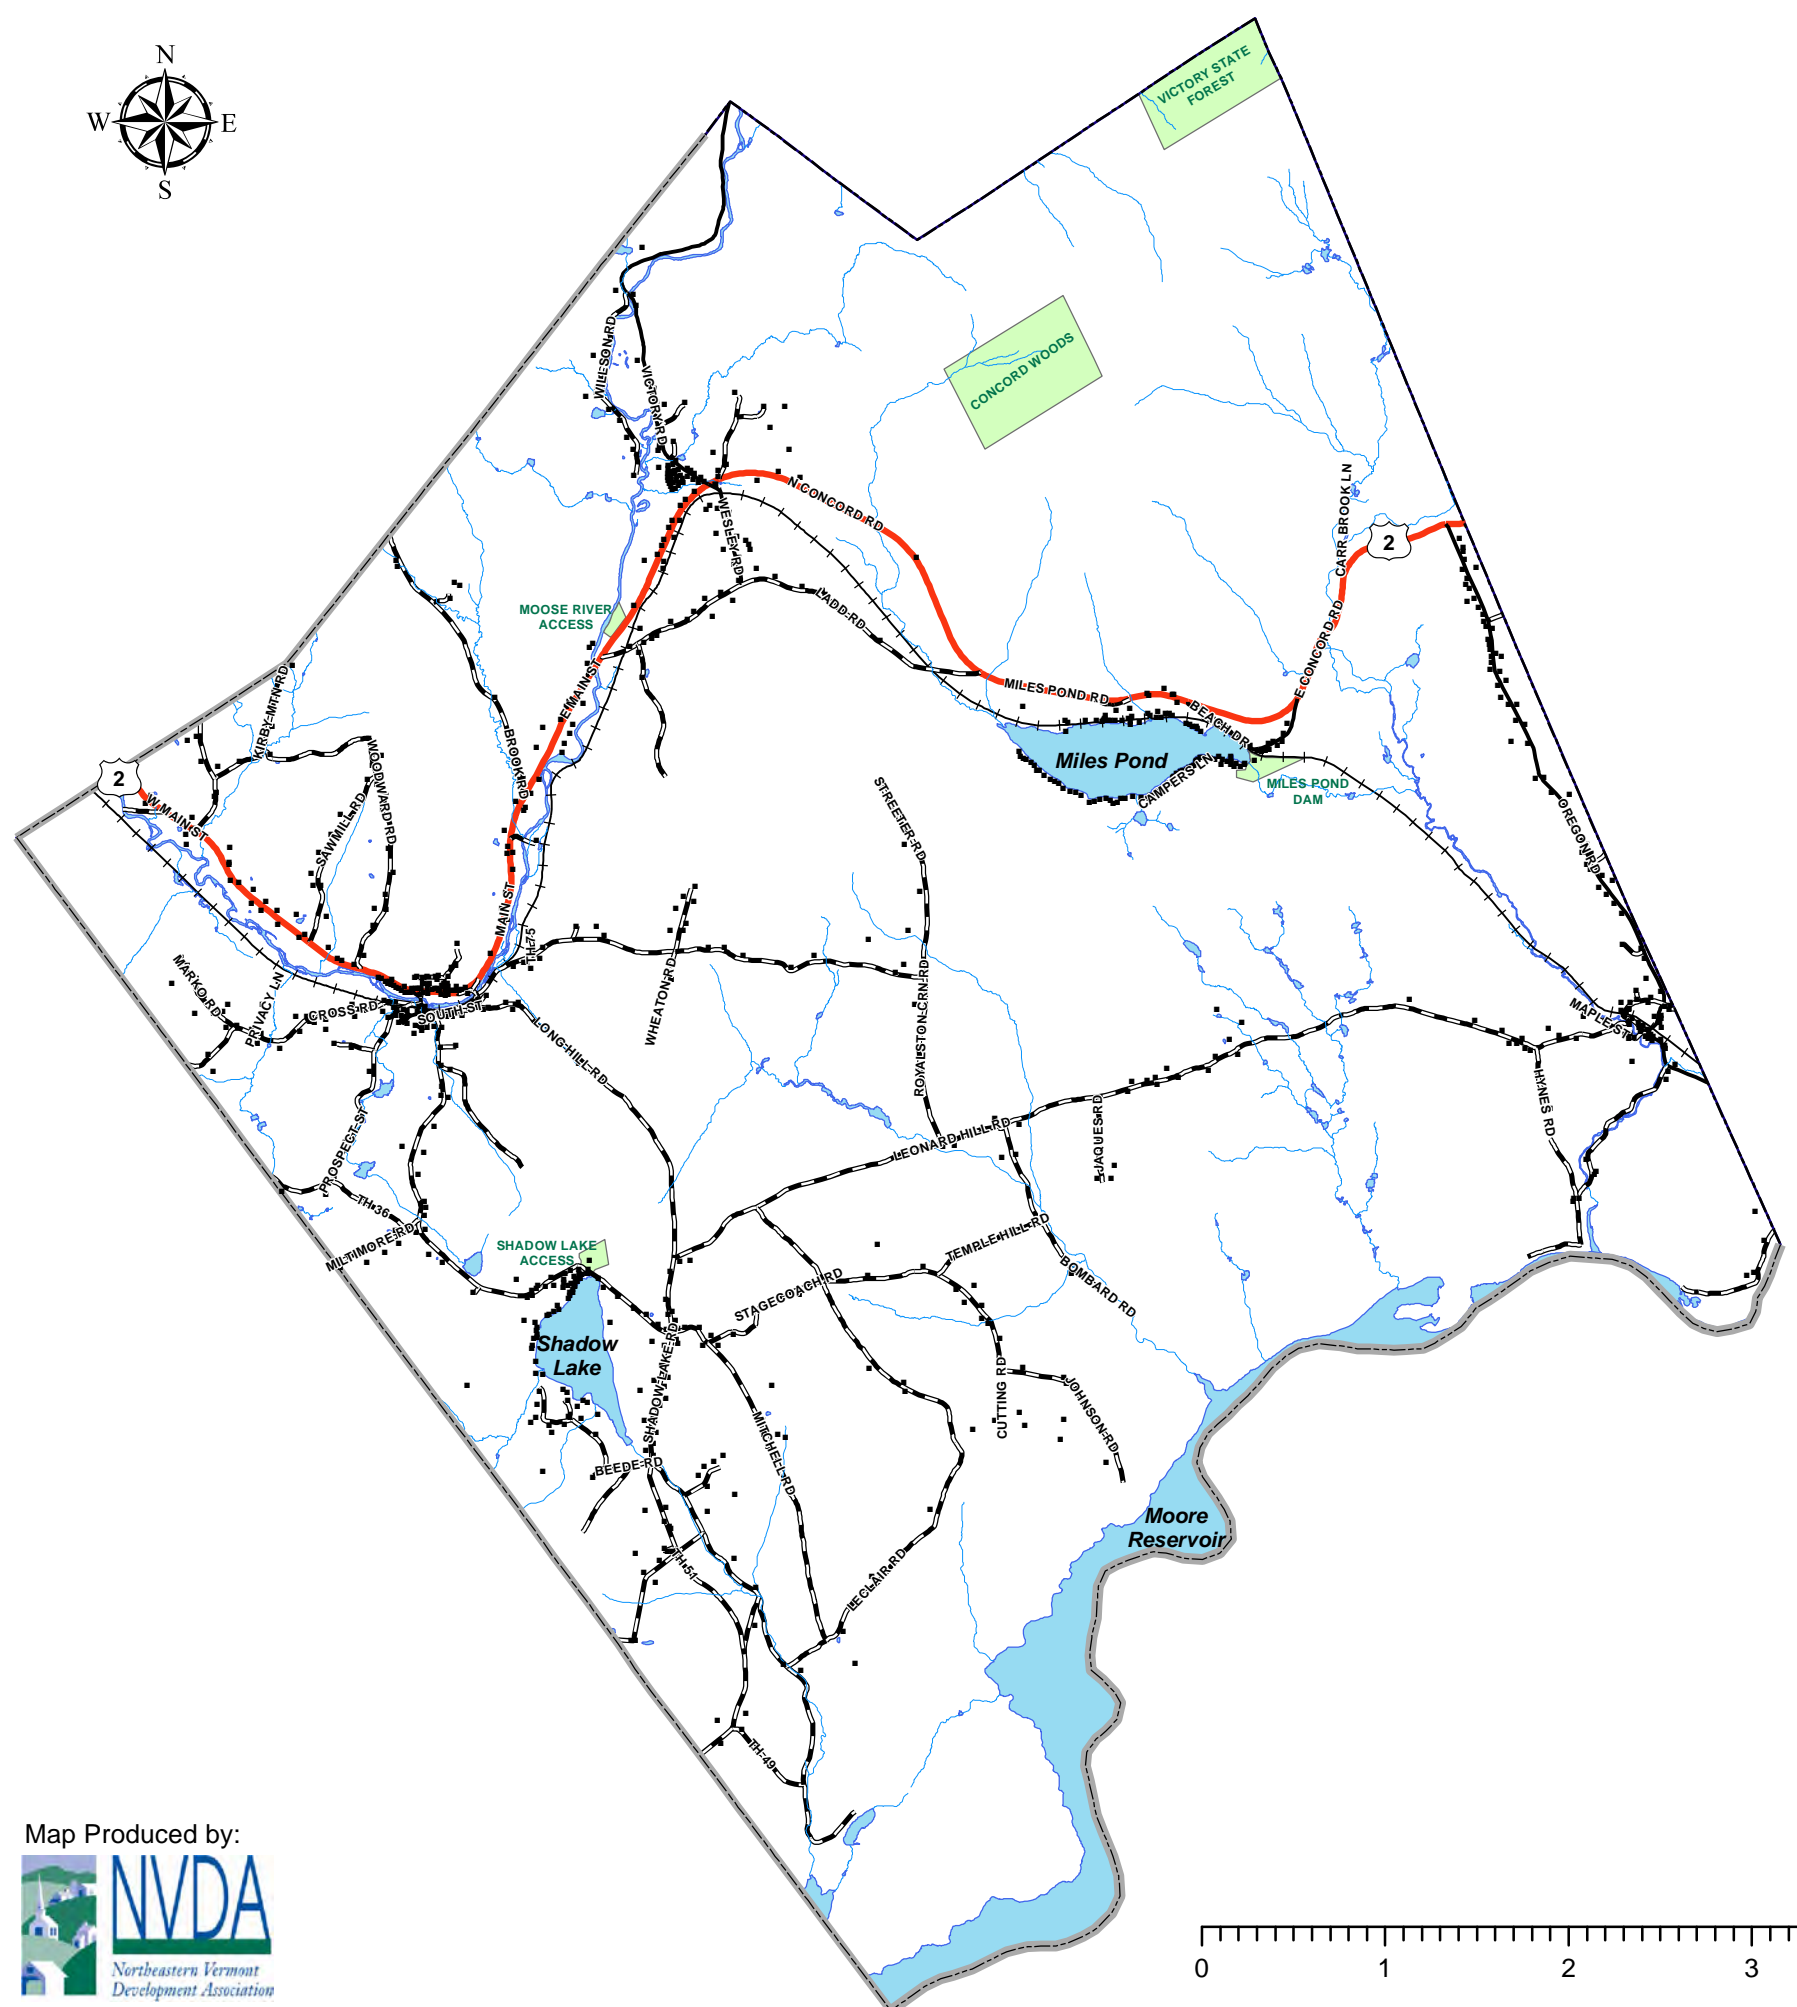 N
W
E
S
VICTORY STATE
FOREST
CONCORD WOODS
WILLSON RD
VICTORY RD
N CONCORD RD
WESLEY RD
CARR BROOK LN
2
MOOSE RIVER
ACCESS
LADD RD
E MAIN ST
E CONCORD RD
MILES POND RD
BEACH DR
KIRBY MTN RD
BROOK RD
WOODWARD RD
Miles Pond
CAMPERS LN
MILES POND
DAM
2
W MAIN ST
SAWMILL RD
STREETER RD
OREGON RD
MAIN ST
TH-75
MARKO RD
PRIVACY LN
CROSS RD
SOUTH ST
WHEATON RD
LONG HILL RD
ROYALSTON CRN RD
MAPLE ST
HYNES RD
PROSPECT ST
LEONARD HILL RD
JAQUES RD
TH-36
MILTIMORE RD
SHADOW LAKE
ACCESS
TEMPLE HILL RD
STAGECOACH RD
BOMBARD RD
Shadow
Lake
SHADOW LAKE RD
MITCHELL RD
CUTTING RD
JOHNSON RD
BEEDE RD
Moore
Reservoir
TH-51
LECLAIR RD
TH-49
Map Produced by:
NVDA
Northeastern Vermont
Development Association
0 1 2 3